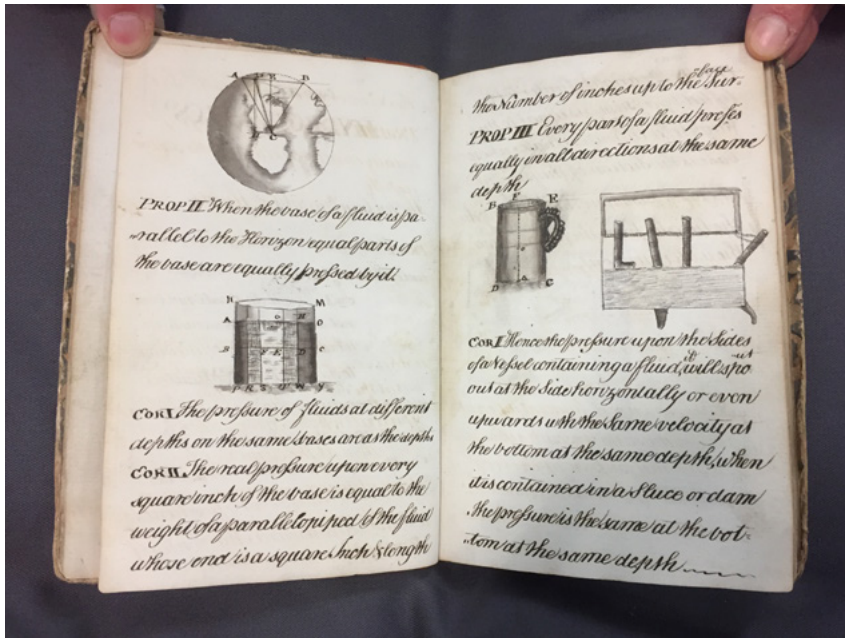 A P R B
D C
PROP II When the base of a fluid is pa-
-rallel to the Horizon equal parts of
the base are equally pressed by it.
N M
A O H O
B F E D C
P R S U W Y
COR I. The pressure of fluids at different
depths on the same bases are as the depths
COR II. The real pressure upon every
square inch of the base is equal to the
weight of a parallelopiped of the fluid
whose end is a square Inch & length
the Number of inches up to the Sur-
-face
PROP III Every part of a fluid presses
equally in all directions at the same
depth
B F E
D A C
COR I Hence the pressure upon the Sides
of a Vessel containing a fluid, it will spo
ut
out at the Side horizontally or even
upwards with the Same velocity as
the bottom at the same depth, when
it is contained in a Sluce or dam
the pressure is the same at the bot-
-tom at the same depth